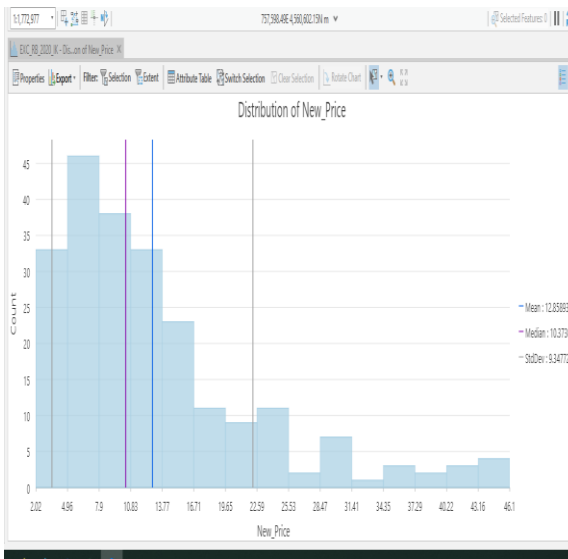 1:1,772,977 757,598.49E 4,560,602.15N m Selected Features: 0
EXC_RB_2020_IK - Dis...on of New_Price
Properties Export Filter: Selection Extent Attribute Table Switch Selection Clear Selection Rotate Chart
Distribution of New_Price
45
40
35
30
25
20
15
10
5
0
Count
Mean : 12.85893
Median : 10.373
StdDev : 9.34772
2.02 4.96 7.9 10.83 13.77 16.71 19.65 22.59 25.53 28.47 31.41 34.35 37.29 40.22 43.16 46.1
New_Price